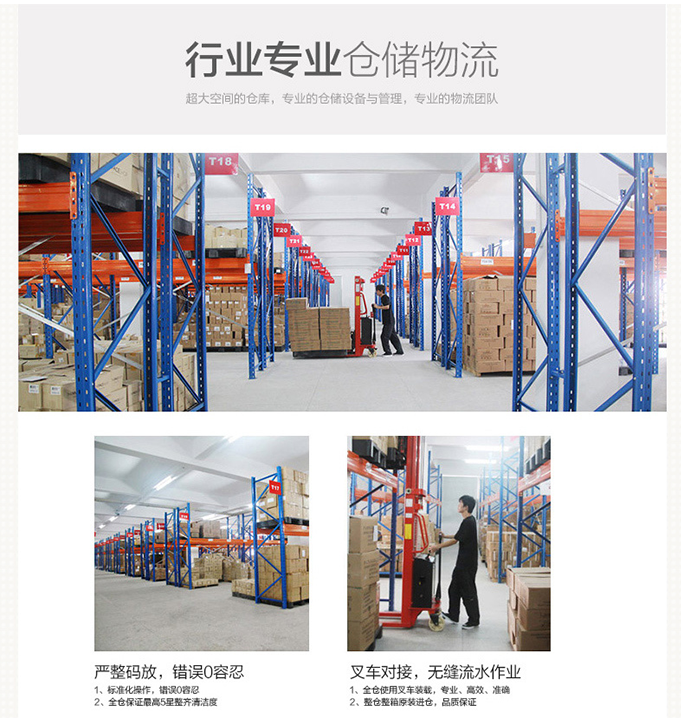 行业专业仓储物流
超大空间的仓库，专业的仓储设备与管理，专业的物流团队
T18
T15
T19
T14
T20
T13
T21
T12
T17
严整码放，错误0容忍
1、标准化操作，错误0容忍
2、全仓保证最高5星整齐清洁度
叉车对接，无缝流水作业
1、全仓使用叉车装载，专业、高效、准确
2、整仓整箱原装进仓，品质保证